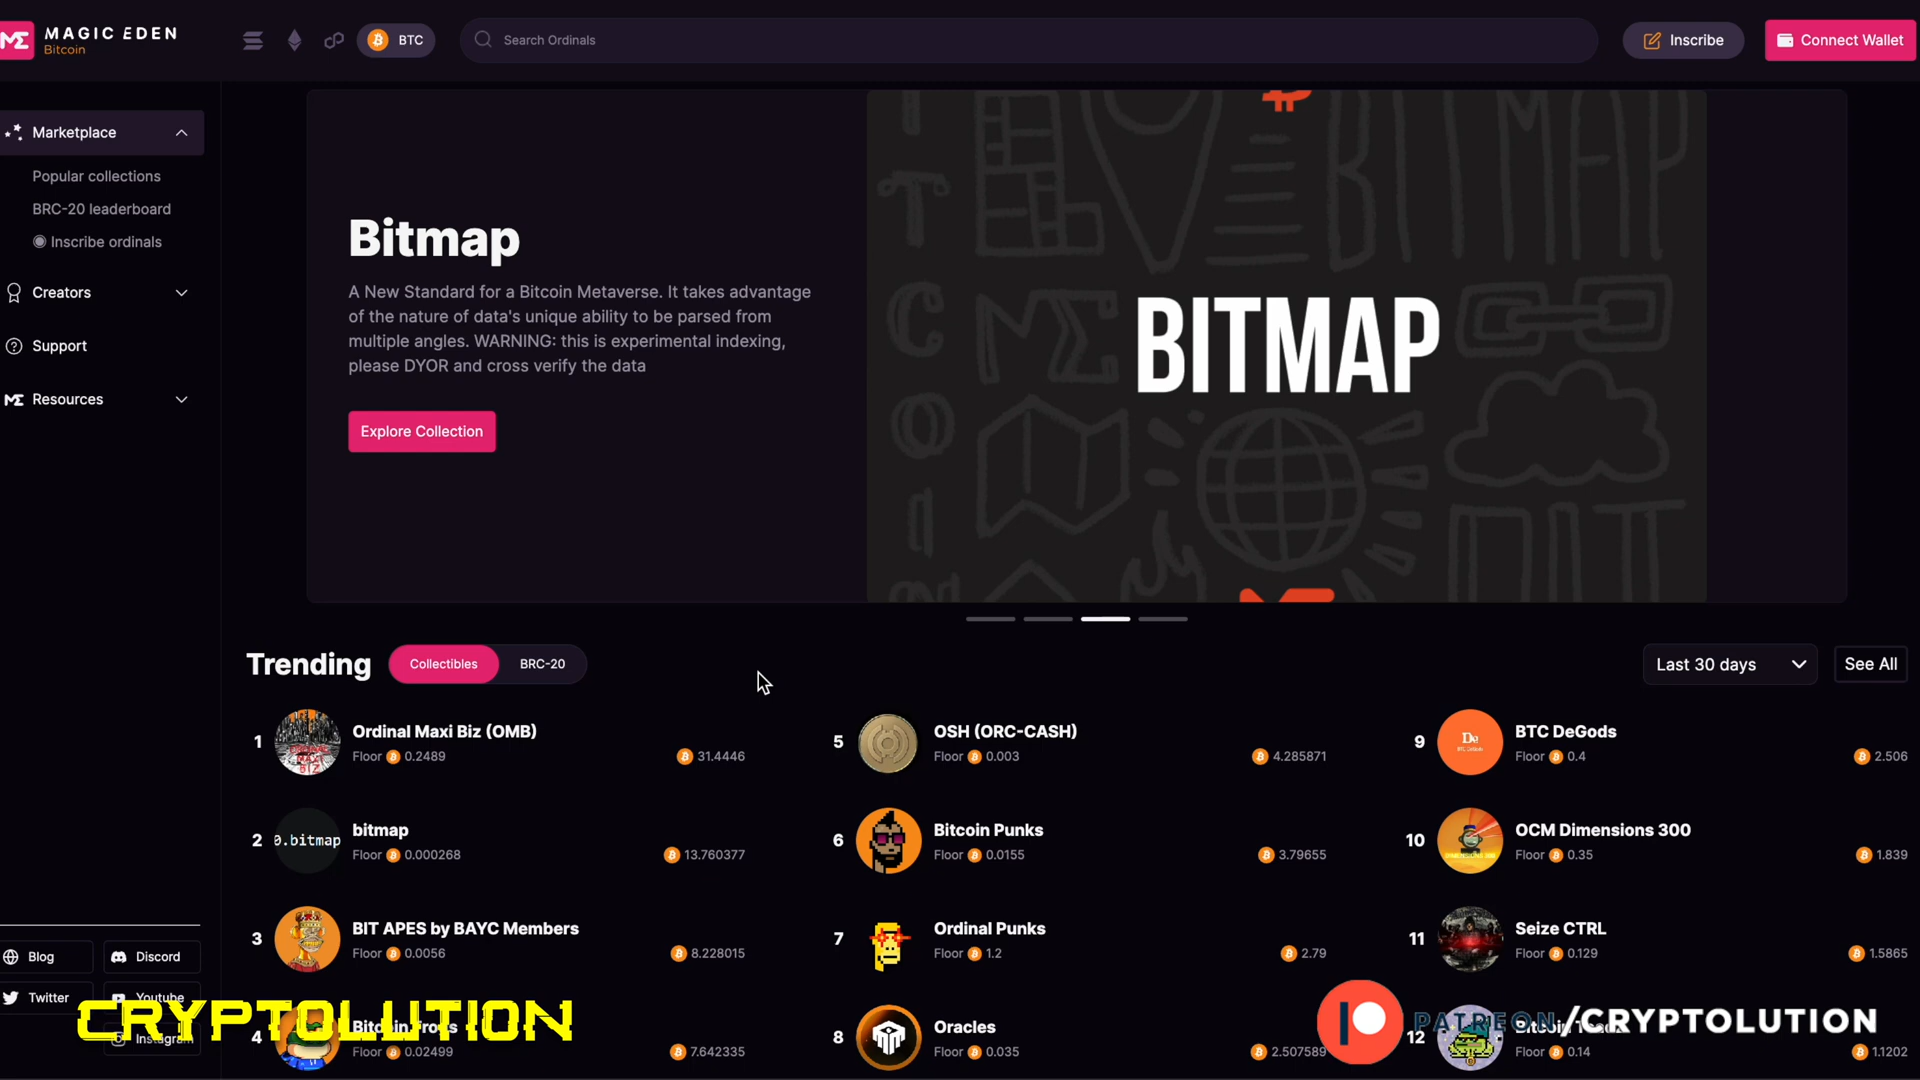 MAGIC EDEN
Bitcoin
BTC
Search Ordinals
Inscribe
Connect Wallet
Marketplace
Popular collections
BRC-20 leaderboard
Inscribe ordinals
Creators
Support
Resources
Bitmap
A New Standard for a Bitcoin Metaverse. It takes advantage
of the nature of data's unique ability to be parsed from
multiple angles. WARNING: this is experimental indexing,
please DYOR and cross verify the data
Explore Collection
BITMAP
Trending
Collectibles
BRC-20
Last 30 days
See All
1
Ordinal Maxi Biz (OMB)
Floor 0.2489
31.4446
2
0.bitmap
bitmap
Floor 0.000268
13.760377
3
BIT APES by BAYC Members
Floor 0.0056
8.228015
4
Bitcoin Frogs
Floor 0.02499
7.642335
5
OSH (ORC-CASH)
Floor 0.003
4.285871
6
Bitcoin Punks
Floor 0.0155
3.79655
7
Ordinal Punks
Floor 1.2
2.79
8
Oracles
Floor 0.035
2.507589
9
De
BTC DeGods
Floor 0.4
2.506
10
OCM Dimensions 300
Floor 0.35
1.839
11
Seize CTRL
Floor 0.129
1.5865
12
Bitcoin
Floor 0.14
1.1202
Blog
Discord
Twitter
Youtube
Instagram
CRYPTOLUTION
PATREON/CRYPTOLUTION